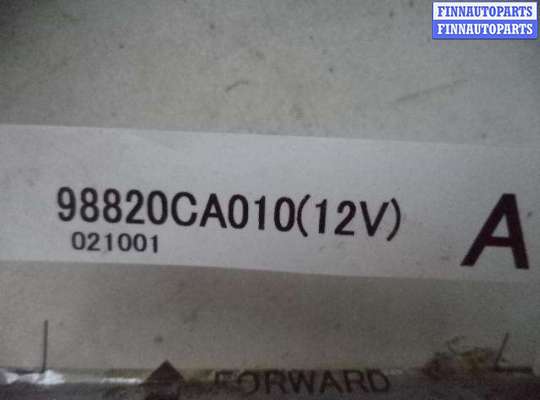 FINNAUTOPARTS
FINNAUTOPARTS
98820CA010(12V)
021001
A
FORWARD